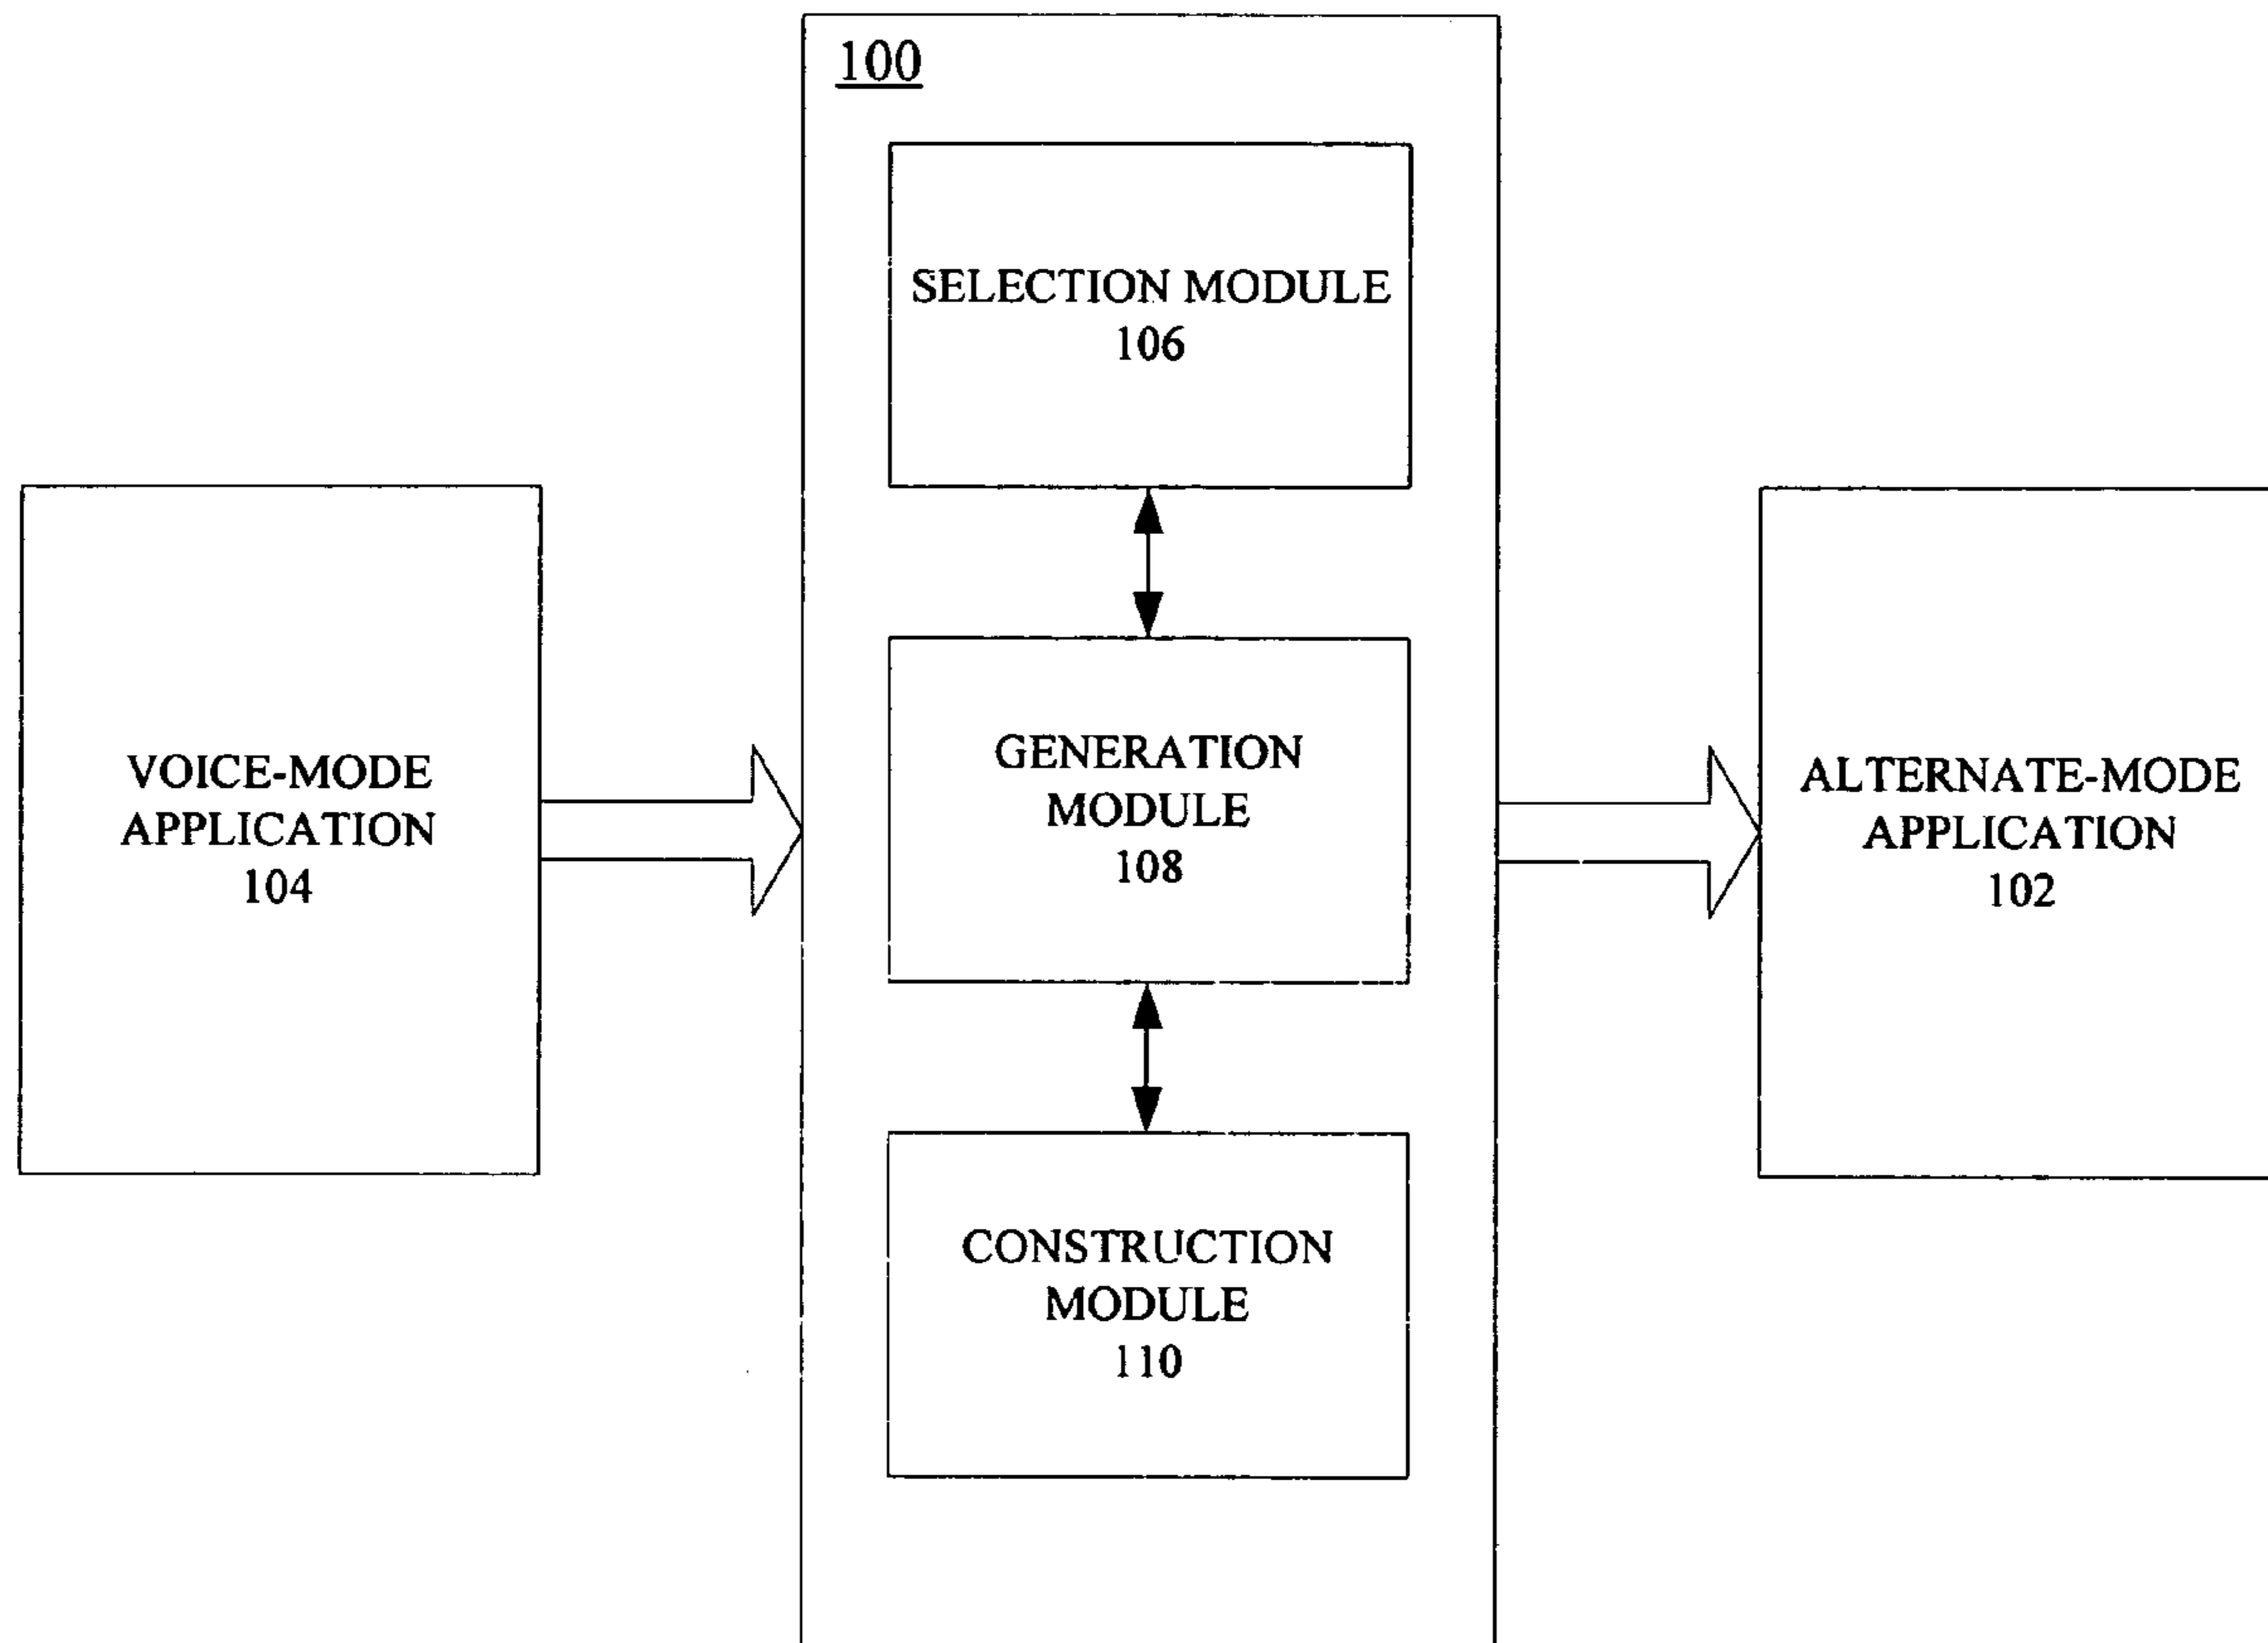 100
SELECTION MODULE
106
VOICE-MODE
APPLICATION
104
GENERATION
MODULE
108
ALTERNATE-MODE
APPLICATION
102
CONSTRUCTION
MODULE
110